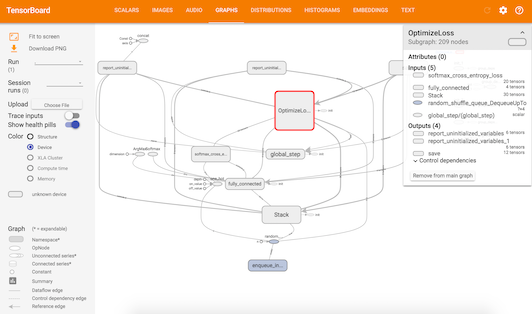 TensorBoard SCALARS IMAGES AUDIO GRAPHS DISTRIBUTIONS HISTOGRAMS EMBEDDINGS TEXT
Fit to screen
Download PNG
Run
(1)
Session
runs (0)
Upload Choose File
Trace inputs
Show health pills
Color Structure
Device
XLA Cluster
Compute time
Memory
unknown device
Graph (* = expandable)
Namespace*
OpNode
Unconnected series*
Connected series*
Constant
Summary
Dataflow edge
Control dependency edge
Reference edge
concat
report_uninitial...
report_uninitial...
OptimizeLo...
softmax_cross_e...
global_step
fully_connected
Stack
enqueue_in...
OptimizeLoss
Subgraph: 209 nodes
Attributes (0)
Inputs (5)
softmax_cross_entropy_loss
20 tensors
fully_connected
4 tensors
Stack
30 tensors
random_shuffle_queue_DequeueUpTo
global_step/(global_step)
scalar
Outputs (4)
report_uninitialized_variables
6 tensors
report_uninitialized_variables_1
6 tensors
save
12 tensors
Control dependencies
Remove from main graph